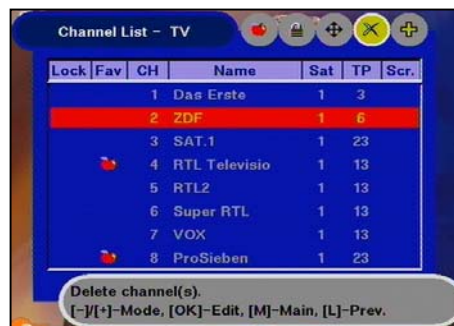 Channel List – TV
Lock Fav CH Name Sat TP Scr.
1 Das Erste 1 3
2 ZDF 1 6
3 SAT.1 1 23
4 RTL Televisio 1 13
5 RTL2 1 13
6 Super RTL 1 13
7 VOX 1 13
8 ProSieben 1 23
Delete channel(s).
[-]/[+]-Mode, [OK]-Edit, [M]-Main, [L]-Prev.